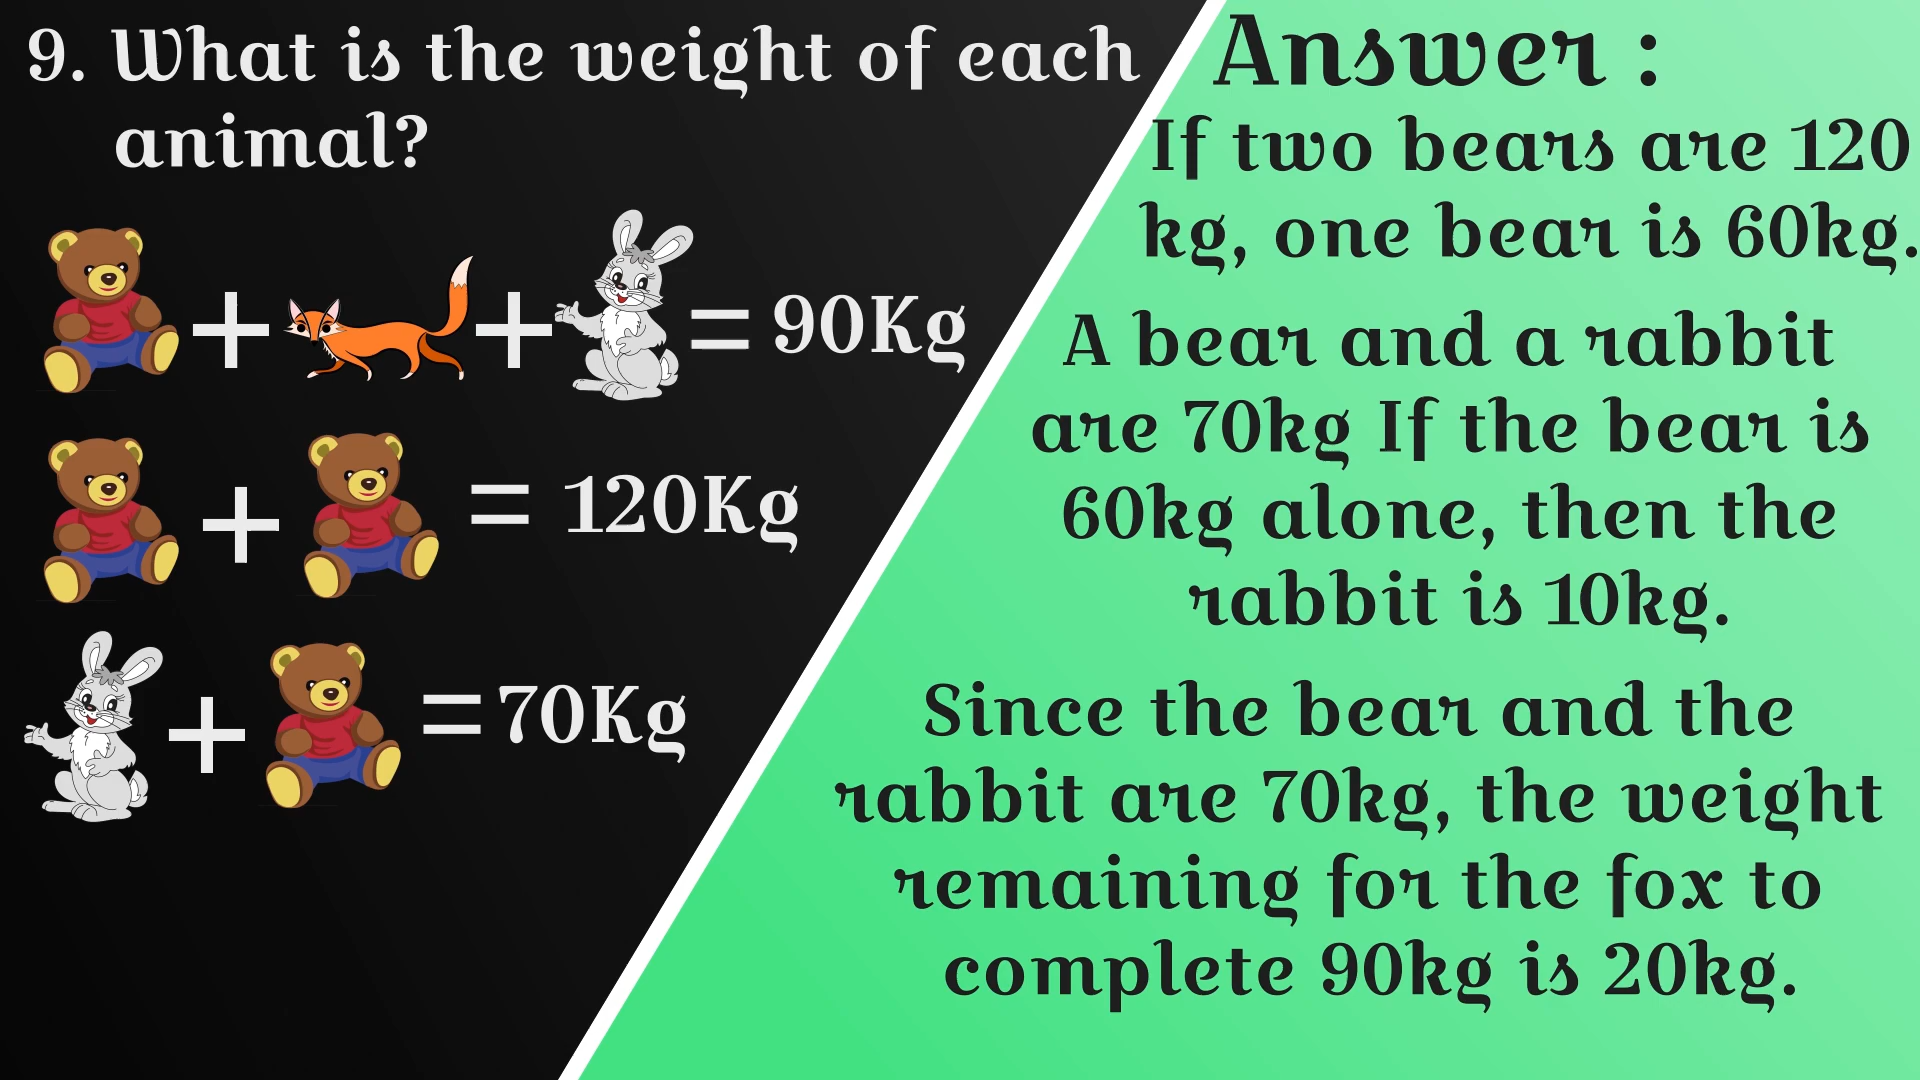 9. What is the weight of each
animal?
+ + = 90Kg
+ = 120Kg
+ = 70Kg
Answer :
If two bears are 120
kg, one bear is 60kg.
A bear and a rabbit
are 70kg If the bear is
60kg alone, then the
rabbit is 10kg.
Since the bear and the
rabbit are 70kg, the weight
remaining for the fox to
complete 90kg is 20kg.